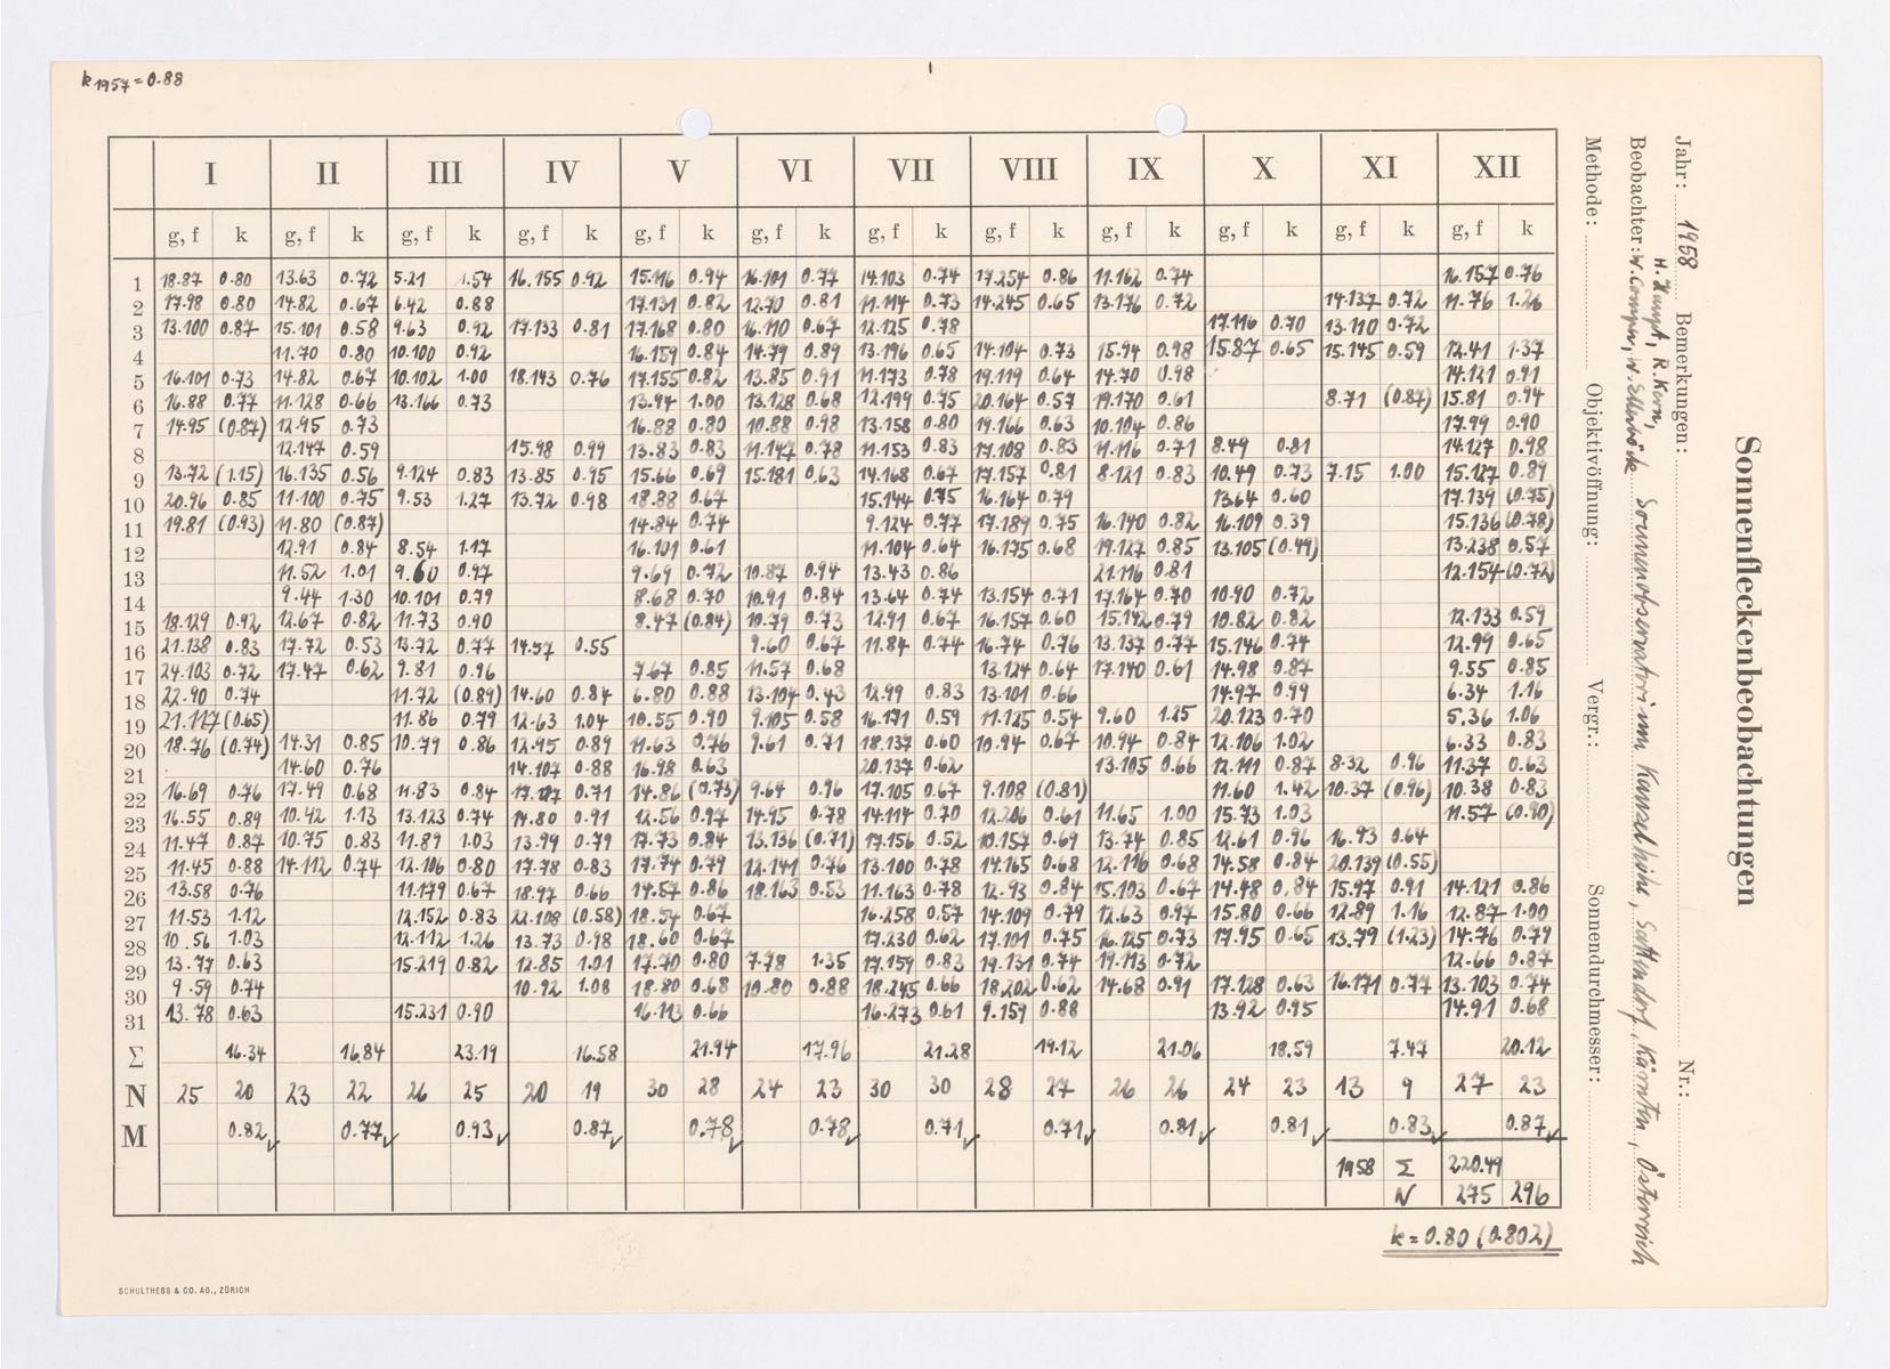 k1957=0.88
I II III IV V VI VII VIII IX X XI XII
g, f k g, f k g, f k g, f k g, f k g, f k g, f k g, f k g, f k g, f k g, f k g, f k
1 18.87 0.80 13.63 0.72 5.21 1.54 16.155 0.92 15.116 0.94 16.101 0.77 14.103 0.74 17.254 0.86 11.162 0.74 16.157 0.76
2 17.98 0.80 14.82 0.67 6.42 0.88 17.131 0.82 12.70 0.81 11.114 0.73 14.245 0.65 13.176 0.72 14.137 0.72 11.76 1.26
3 13.100 0.87 15.101 0.58 9.63 0.92 17.133 0.81 17.168 0.80 16.110 0.67 12.125 0.78 17.116 0.70 13.110 0.72
4 11.70 0.80 10.100 0.92 16.159 0.84 14.79 0.89 13.196 0.65 14.104 0.73 15.94 0.98 15.87 0.65 15.145 0.59 12.41 1.37
5 16.101 0.73 14.82 0.67 10.102 1.00 18.143 0.76 17.155 0.82 13.85 0.91 11.173 0.78 19.119 0.64 14.70 0.98 14.121 0.91
6 16.88 0.77 11.128 0.66 13.166 0.73 13.94 1.00 13.128 0.68 12.199 0.75 20.164 0.57 19.170 0.61 8.71 (0.87) 15.81 0.94
7 14.95 (0.87) 12.95 0.73 16.88 0.80 10.88 0.98 13.158 0.80 19.166 0.63 10.104 0.86 17.99 0.90
8 12.147 0.59 15.98 0.99 13.83 0.83 11.147 0.78 11.153 0.83 17.108 0.83 11.116 0.71 8.49 0.81 14.127 0.98
9 13.72 (1.15) 16.135 0.56 9.124 0.83 13.85 0.95 15.66 0.69 15.181 0.63 14.168 0.67 17.157 0.81 8.121 0.83 10.49 0.73 7.15 1.00 15.127 0.89
10 20.96 0.85 11.100 0.75 9.53 1.27 13.72 0.98 18.88 0.67 15.144 0.75 16.164 0.79 13.64 0.60 17.139 (0.75)
11 19.81 (0.93) 11.80 (0.87) 14.84 0.74 9.124 0.77 17.189 0.75 16.140 0.82 16.109 0.39 15.136 (0.78)
12 12.91 0.84 8.54 1.17 16.101 0.61 11.104 0.64 16.175 0.68 19.127 0.85 13.105 (0.49) 13.238 0.57
13 11.52 1.01 9.60 0.97 9.69 0.72 10.87 0.94 13.43 0.86 21.116 0.81 12.154 (0.72)
14 9.44 1.30 10.101 0.79 8.68 0.70 10.91 0.84 13.64 0.74 13.154 0.71 17.164 0.70 10.90 0.72
15 18.129 0.92 12.67 0.82 11.73 0.90 8.47 (0.84) 10.79 0.73 12.91 0.67 16.157 0.60 15.142 0.79 10.82 0.82 12.133 0.59
16 21.138 0.83 17.72 0.53 13.72 0.77 14.57 0.55 9.60 0.67 11.84 0.74 16.74 0.76 13.137 0.77 15.146 0.74 12.99 0.65
17 24.103 0.72 17.47 0.62 9.81 0.96 7.67 0.85 11.57 0.68 13.124 0.64 17.140 0.61 14.98 0.87 9.55 0.85
18 22.90 0.74 11.72 (0.89) 14.60 0.84 6.80 0.88 13.104 0.43 12.99 0.83 13.101 0.66 14.97 0.99 6.34 1.16
19 21.117 (0.65) 11.86 0.79 12.63 1.04 10.55 0.90 9.105 0.58 16.171 0.59 11.125 0.54 9.60 1.25 20.123 0.70 5.36 1.06
20 18.76 (0.74) 14.31 0.85 10.79 0.86 12.95 0.89 11.63 0.76 9.61 0.71 18.137 0.60 10.94 0.67 10.94 0.84 12.106 1.02 6.33 0.83
21 14.60 0.76 14.107 0.88 16.98 0.63 20.137 0.62 13.105 0.66 12.111 0.87 8.32 0.96 11.37 0.63
22 16.69 0.76 17.49 0.68 11.83 0.84 0.71 14.86 (0.73) 9.64 0.96 17.105 0.67 9.108 (0.81) 11.60 1.42 10.37 (0.96) 10.38 0.83
23 16.55 0.89 10.42 1.13 13.123 0.74 14.80 0.91 12.56 0.97 14.95 0.78 14.114 0.70 12.206 0.61 11.65 1.00 15.73 1.03 11.57 (0.90)
24 11.47 0.87 10.75 0.83 11.89 1.03 13.99 0.79 17.73 0.84 13.136 (0.71) 17.156 0.52 10.157 0.69 13.74 0.85 12.61 0.96 16.93 0.64
25 11.45 0.88 14.112 0.74 12.106 0.80 17.78 0.83 17.74 0.79 12.141 0.76 13.100 0.78 14.165 0.68 12.116 0.68 14.58 0.84 20.139 (0.55)
26 13.58 0.76 11.179 0.67 18.97 0.66 14.57 0.86 18.163 0.53 11.163 0.78 12.93 0.84 15.103 0.67 14.48 0.84 15.97 0.91 14.121 0.86
27 11.53 1.12 12.152 0.83 22.108 (0.58) 18.54 0.67 16.258 0.57 14.109 0.79 12.63 0.97 15.80 0.66 12.89 1.16 12.87 1.00
28 10.56 1.03 12.112 1.26 13.73 0.98 18.60 0.67 17.230 0.62 17.101 0.75 16.125 0.73 17.95 0.65 13.79 (1.23) 14.76 0.79
29 13.77 0.63 15.219 0.82 12.85 1.01 17.70 0.80 7.78 1.35 17.159 0.83 19.131 0.74 19.113 0.72 12.66 0.87
30 9.59 0.74 10.92 1.08 18.80 0.68 10.80 0.88 18.245 0.66 18.202 0.62 14.68 0.91 17.128 0.63 16.171 0.77 13.103 0.74
31 13.78 0.63 15.231 0.90 16.113 0.66 16.273 0.61 9.159 0.88 13.92 0.95 14.91 0.68
Σ 16.34 16.84 23.19 16.58 21.94 17.96 21.28 19.12 21.06 18.59 7.47 20.12
N 25 20 23 22 26 25 20 19 30 28 24 23 30 30 28 27 26 26 24 23 13 9 27 23
M 0.82✓ 0.77✓ 0.93✓ 0.87✓ 0.78✓ 0.78✓ 0.71✓ 0.71✓ 0.81✓ 0.81✓ 0.83✓ 0.87✓
1958 Σ 220.49
N 275 296
k = 0.80 (0.802)
SCHULTHESS & CO. AG., ZÜRICH
Sonnenfleckenbeobachtungen
Jahr: 1958 Bemerkungen: Nr.:
H. Haupt, R. Kern,
Beobachter: W. Sonnenobservatorium Kanzelhöhe, Sattendorf, Kärnten, Österreich
Methode: Objektivöffnung: Vergr.: Sonnendurchmesser: